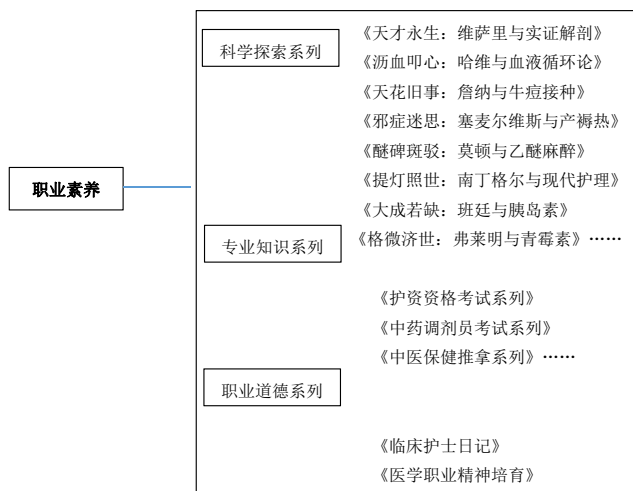 《天才永生：维萨里与实证解剖》
科学探索系列
《沥血叩心：哈维与血液循环论》
《天花旧事：詹纳与牛痘接种》
《邪症迷思：塞麦尔维斯与产褥热》
《醚碑斑驳：莫顿与乙醚麻醉》
职业素养
《提灯照世：南丁格尔与现代护理》
《大成若缺：班廷与胰岛素》
专业知识系列
《格微济世：弗莱明与青霉素》……
《护资资格考试系列》
《中药调剂员考试系列》
《中医保健推拿系列》……
职业道德系列
《临床护士日记》
《医学职业精神培育》